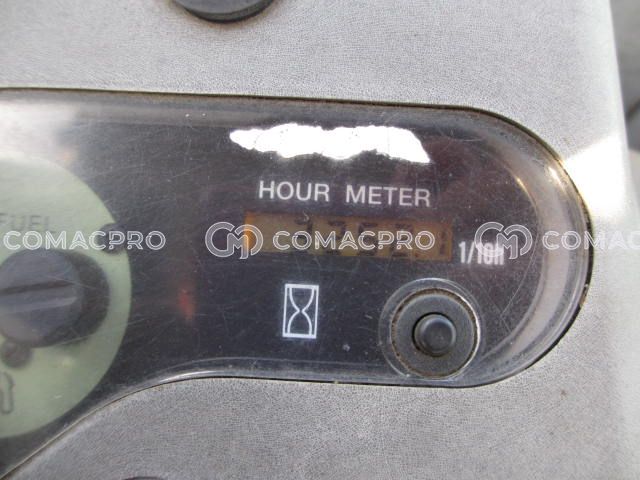 HOUR METER
FUEL
COMACPRO COMACPRO COMACPRO
1/10h